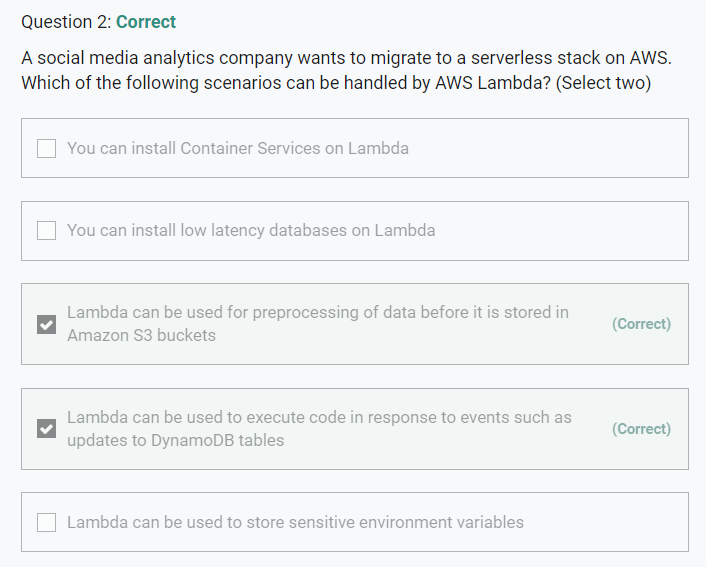 Question 2: Correct
A social media analytics company wants to migrate to a serverless stack on AWS.
Which of the following scenarios can be handled by AWS Lambda? (Select two)
You can install Container Services on Lambda
You can install low latency databases on Lambda
Lambda can be used for preprocessing of data before it is stored in
Amazon S3 buckets
(Correct)
Lambda can be used to execute code in response to events such as
updates to DynamoDB tables
(Correct)
Lambda can be used to store sensitive environment variables